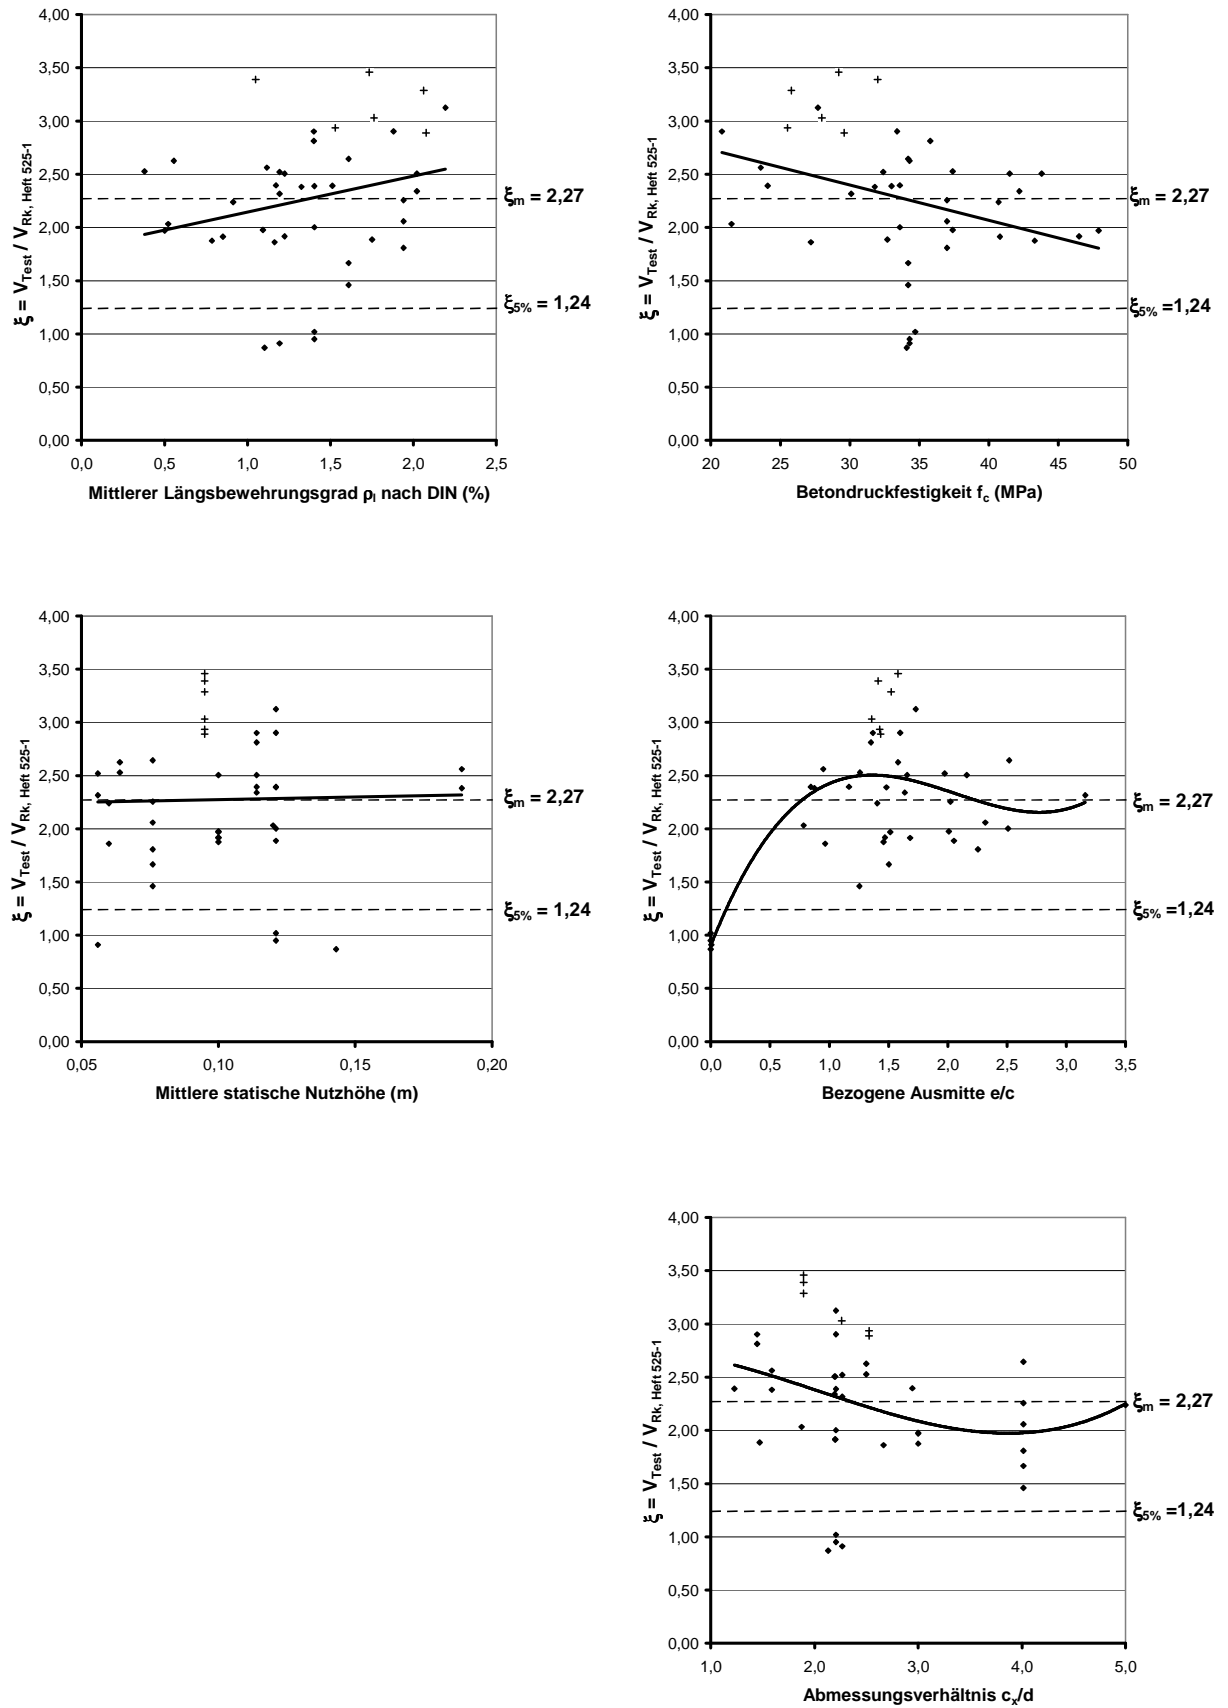 4,00
3,50
3,00
2,50
2,00
1,50
1,00
0,50
0,00
0,0 0,5 1,0 1,5 2,0 2,5
ξ = V_Test / V_Rk, Heft 525-1
ξm = 2,27
ξ5% = 1,24
Mittlerer Längsbewehrungsgrad ρl nach DIN (%)
4,00
3,50
3,00
2,50
2,00
1,50
1,00
0,50
0,00
20 25 30 35 40 45 50
ξ = V_Test / V_Rk, Heft 525-1
ξm = 2,27
ξ5% =1,24
Betondruckfestigkeit fc (MPa)
4,00
3,50
3,00
2,50
2,00
1,50
1,00
0,50
0,00
0,05 0,10 0,15 0,20
ξ = V_Test / V_Rk, Heft 525-1
ξm = 2,27
ξ5% = 1,24
Mittlere statische Nutzhöhe (m)
4,00
3,50
3,00
2,50
2,00
1,50
1,00
0,50
0,00
0,0 0,5 1,0 1,5 2,0 2,5 3,0 3,5
ξ = V_Test / V_Rk, Heft 525-1
ξm = 2,27
ξ5% =1,24
Bezogene Ausmitte e/c
4,00
3,50
3,00
2,50
2,00
1,50
1,00
0,50
0,00
1,0 2,0 3,0 4,0 5,0
ξ = V_Test / V_Rk, Heft 525-1
ξm = 2,27
ξ5% =1,24
Abmessungsverhältnis cx/d